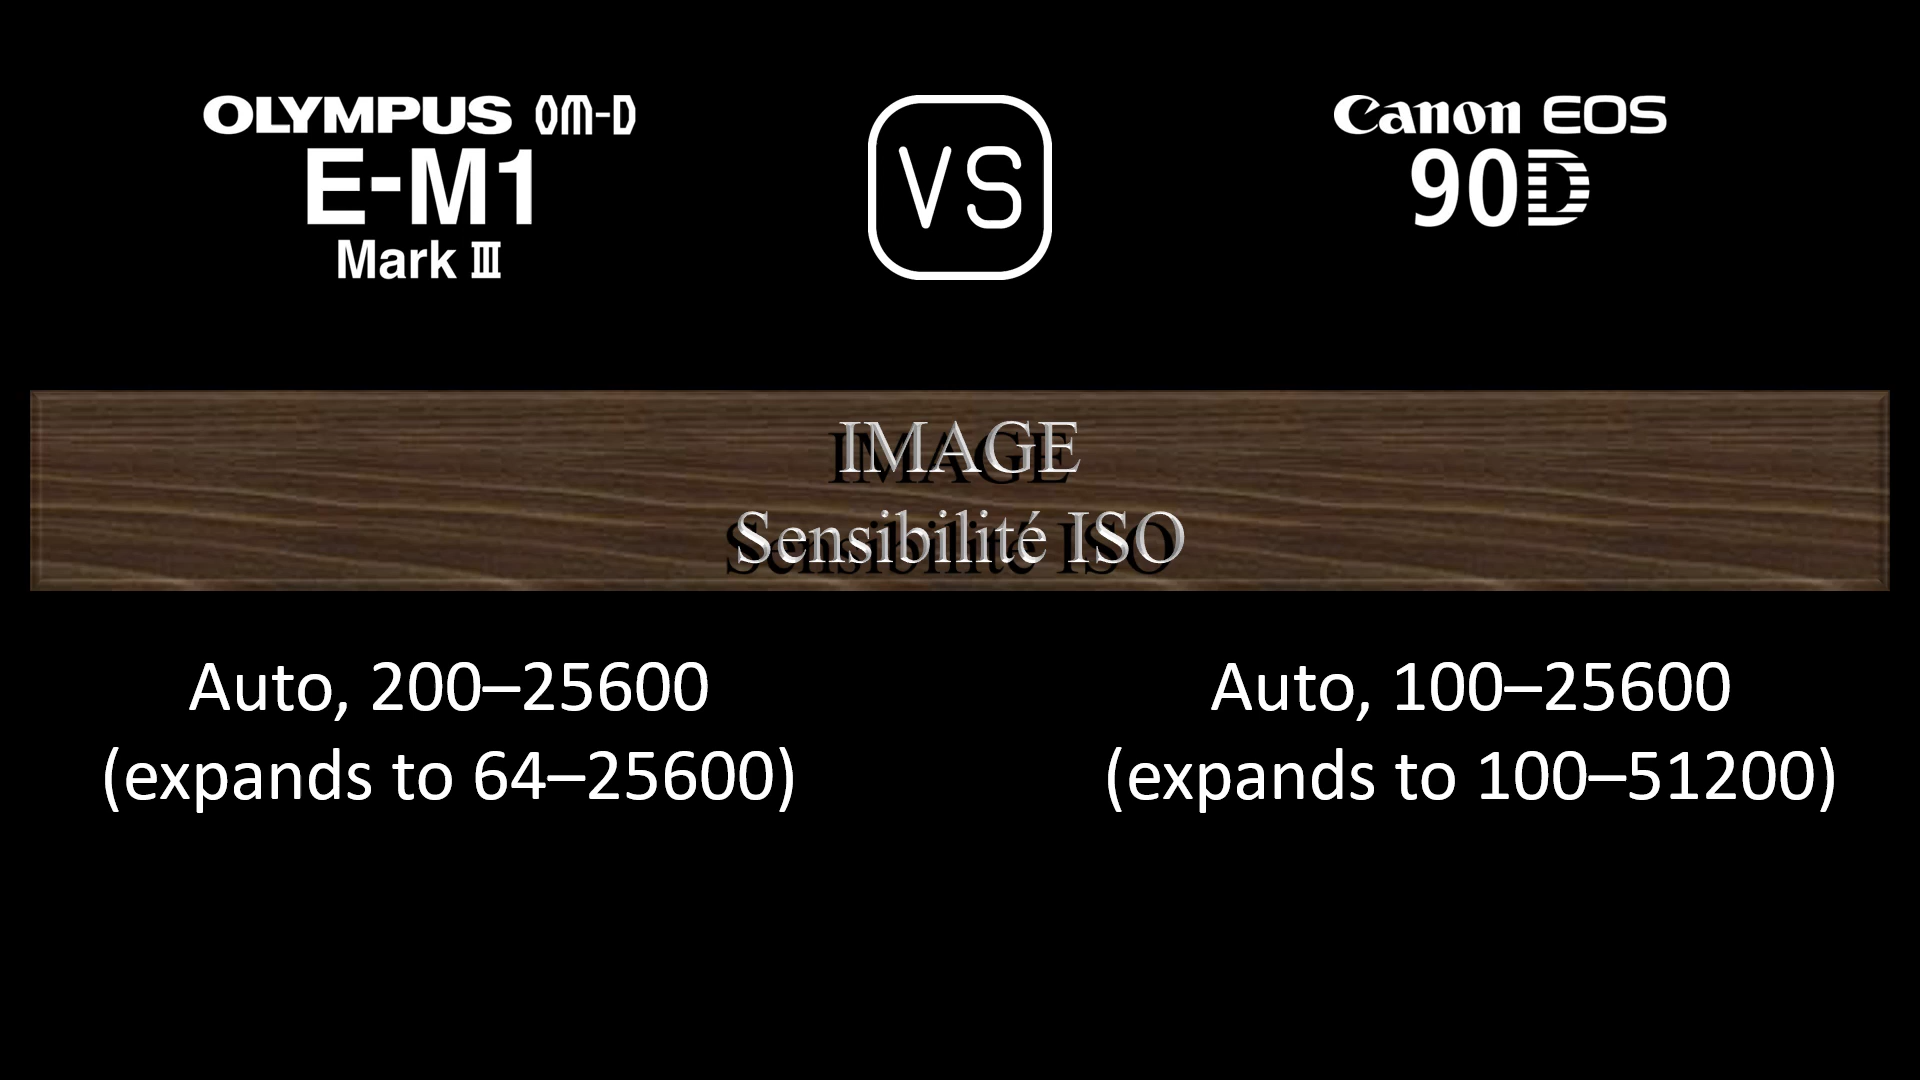 OLYMPUS OM-D
E-M1
Mark III
VS
Canon EOS
90D
IMAGE
Sensibilité ISO
Auto, 200–25600
(expands to 64–25600)
Auto, 100–25600
(expands to 100–51200)